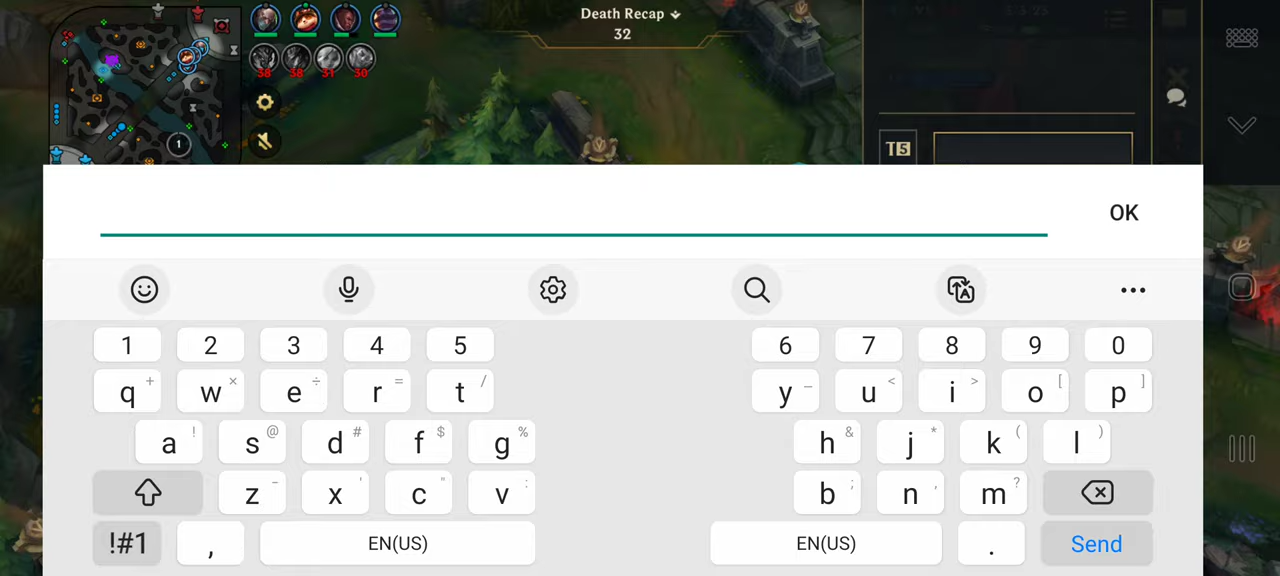 Death Recap
32
38 38 31 30
1
T5
OK
1 2 3 4 5 6 7 8 9 0
q + w × e ÷ r = t / y _ u < i > o [ p ]
a ! s @ d # f $ g % h & j * k ( l )
z - x ' c " v : b ; n , m ?
!#1 , EN(US) EN(US) . Send